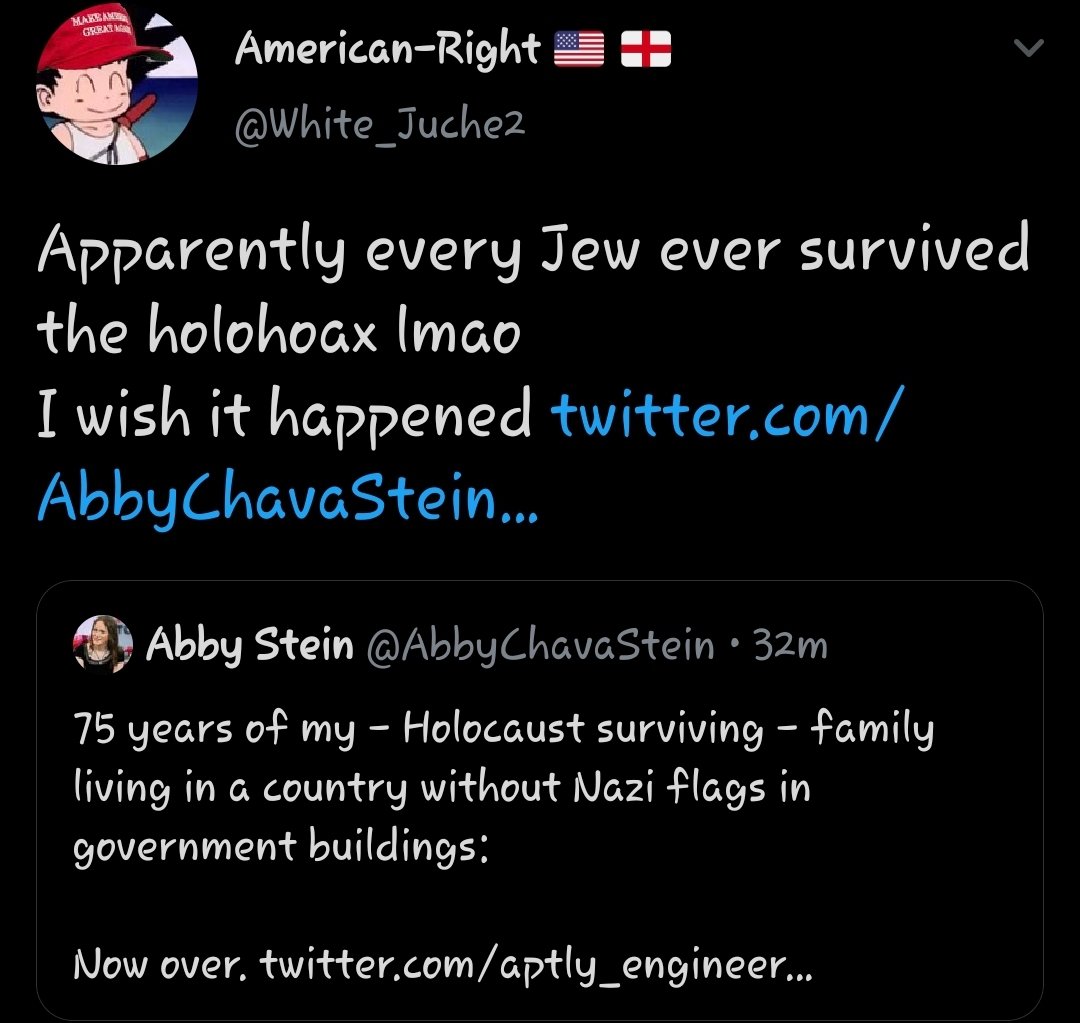 MAKE AMERICA
GREAT AGAIN
American-Right 🇺🇸 🏴󠁧󠁢󠁥󠁮󠁧󠁿
@White_Juche2
Apparently every Jew ever survived
the holohoax lmao
I wish it happened twitter.com/
AbbyChavaStein...
Abby Stein @AbbyChavaStein • 32m
75 years of my – Holocaust surviving – family
living in a country without Nazi flags in
government buildings:
Now over. twitter.com/aptly_engineer...